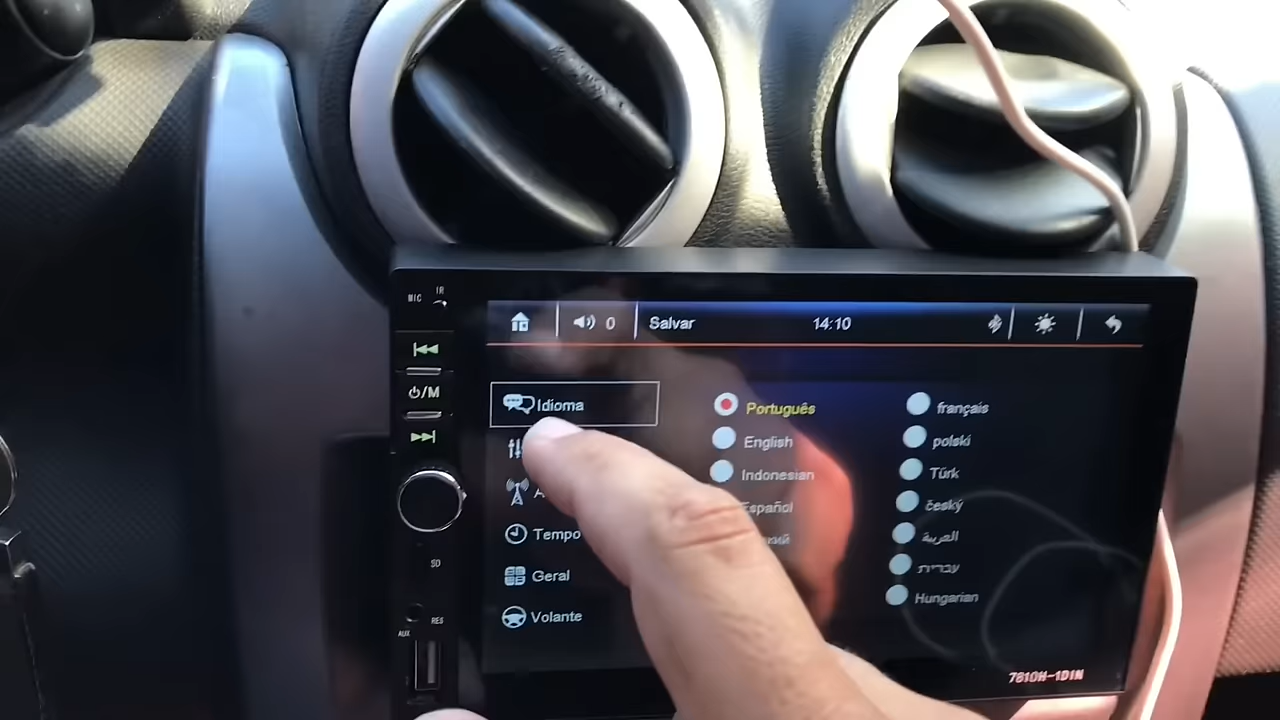 MIC
IR
⏻/M
SD
RES
AUX
0
Salvar
14:10
Idioma
Tempo
Geral
Volante
Português
English
Indonesian
Español
français
polski
Türk
český
العربية
עברית
Hungarian
7810H-1DIN